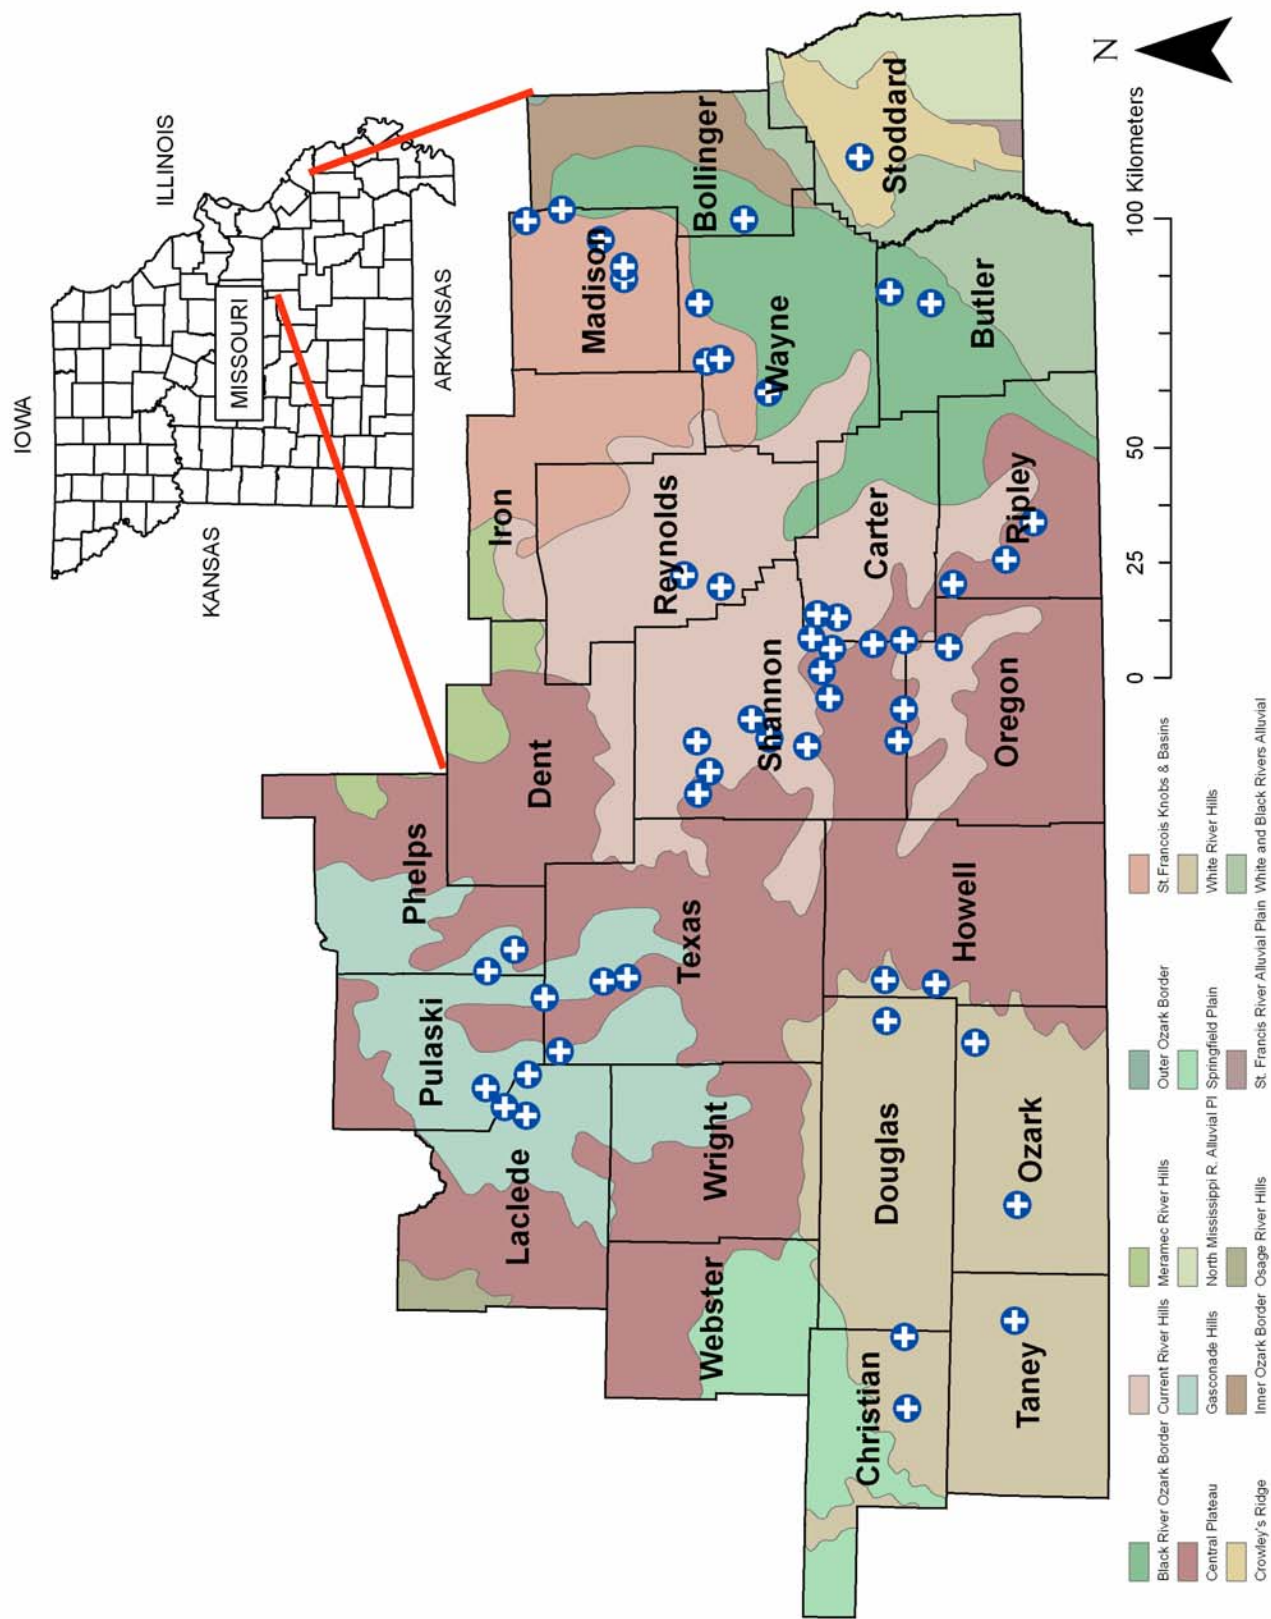 IOWA
ILLINOIS
KANSAS
MISSOURI
ARKANSAS
Phelps
Pulaski
Laclede
Dent
Iron
Madison
Bollinger
Webster
Wright
Texas
Shannon
Reynolds
Wayne
Stoddard
Christian
Douglas
Howell
Carter
Butler
Taney
Ozark
Oregon
Ripley
N
0 25 50 100 Kilometers
Black River Ozark Border
Current River Hills
Meramec River Hills
Outer Ozark Border
St.Francois Knobs & Basins
Central Plateau
Gasconade Hills
North Mississippi R. Alluvial Pl
Springfield Plain
White River Hills
Crowley's Ridge
Inner Ozark Border
Osage River Hills
St. Francis River Alluvial Plain
White and Black Rivers Alluvial